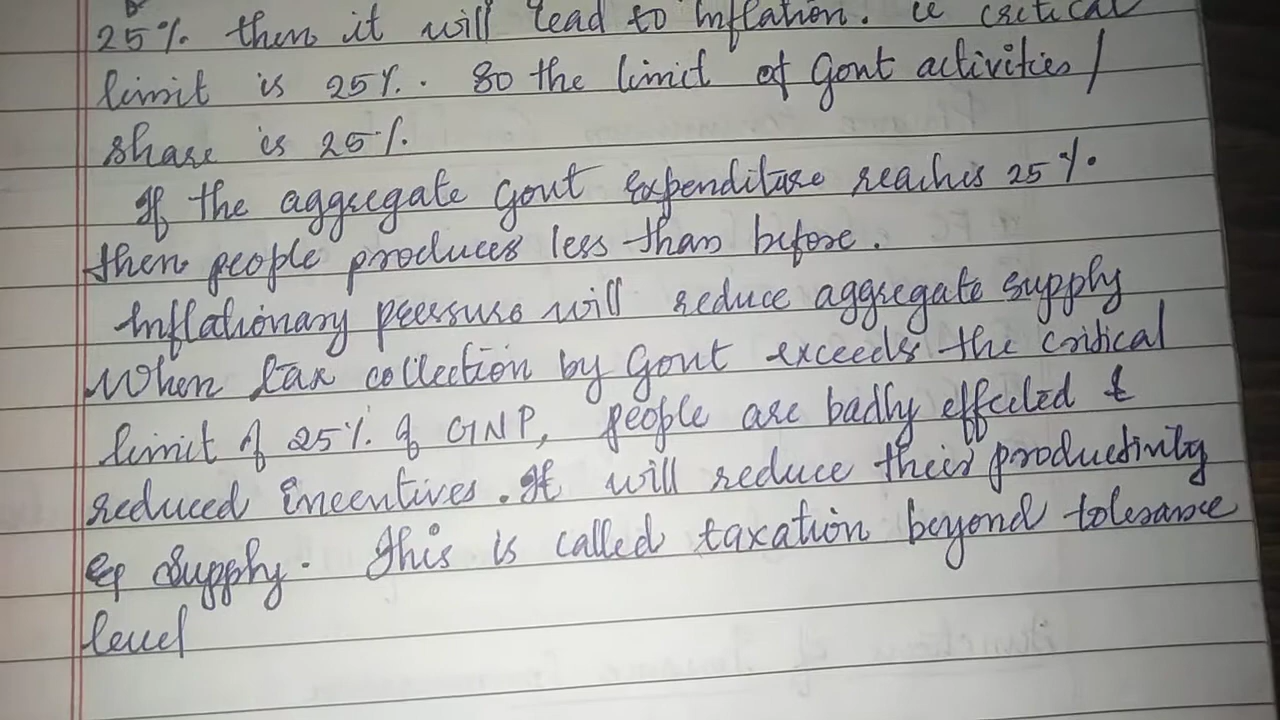 25%. then it will lead to inflation. ie critical
limit is 25%. So the limit of Govt activities/
share is 25%.
If the aggregate Govt expenditure reachis 25%.
then people produces less than before.
Inflationary pressure will reduce aggregate supply
When tax collection by Govt exceeds the critical
limit of 25% of GNP, people are badly effected &
reduced incentives. It will reduce their productivity
& supply. This is called taxation beyond tolerance
level